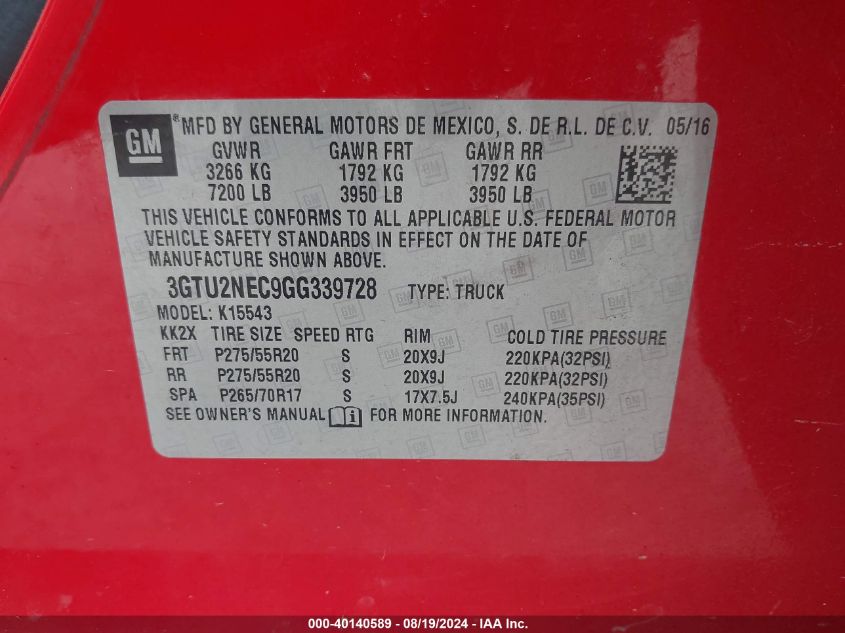 GM ® MFD BY GENERAL MOTORS DE MEXICO, S. DE R.L. DE C.V. 05/16
GVWR GAWR FRT GAWR RR
3266 KG 1792 KG 1792 KG
7200 LB 3950 LB 3950 LB
THIS VEHICLE CONFORMS TO ALL APPLICABLE U.S. FEDERAL MOTOR
VEHICLE SAFETY STANDARDS IN EFFECT ON THE DATE OF
MANUFACTURE SHOWN ABOVE.
3GTU2NEC9GG339728 TYPE: TRUCK
MODEL: K15543
KK2X TIRE SIZE SPEED RTG RIM COLD TIRE PRESSURE
FRT P275/55R20 S 20X9J 220KPA(32PSI)
RR P275/55R20 S 20X9J 220KPA(32PSI)
SPA P265/70R17 S 17X7.5J 240KPA(35PSI)
SEE OWNER'S MANUAL i FOR MORE INFORMATION.
000-40140589 - 08/19/2024 - IAA Inc.